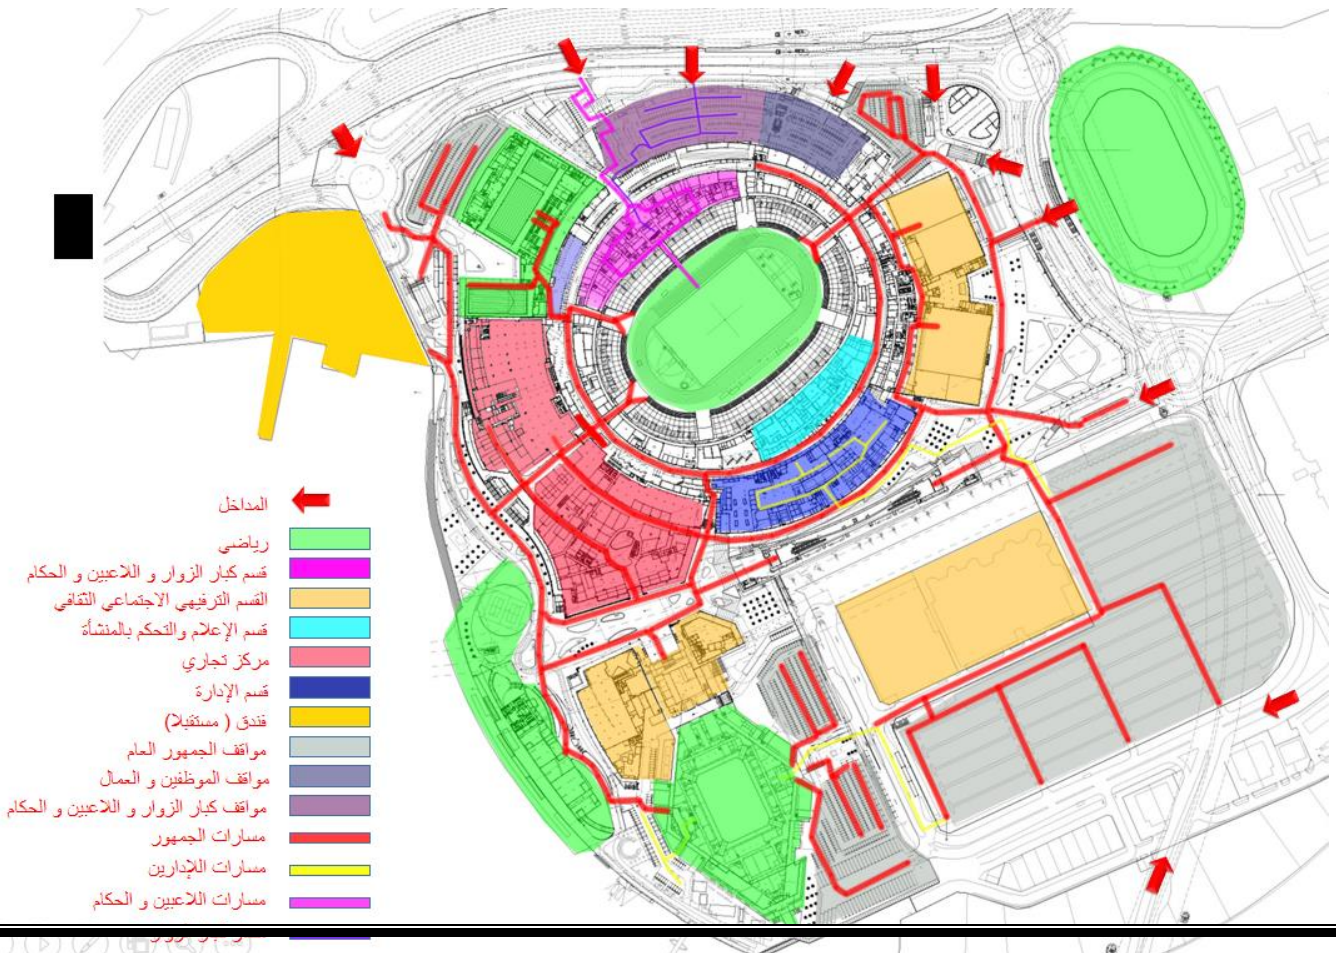 المداخل
رياضي
قسم كبار الزوار و اللاعبين و الحكام
القسم الترفيهي الاجتماعي الثقافي
قسم الإعلام والتحكم بالمنشأة
مركز تجاري
قسم الإدارة
فندق ( مستقبلا)
مواقف الجمهور العام
مواقف الموظفين و العمال
مواقف كبار الزوار و اللاعبين و الحكام
مسارات الجمهور
مسارات اللإدارين
مسارات اللاعبين و الحكام